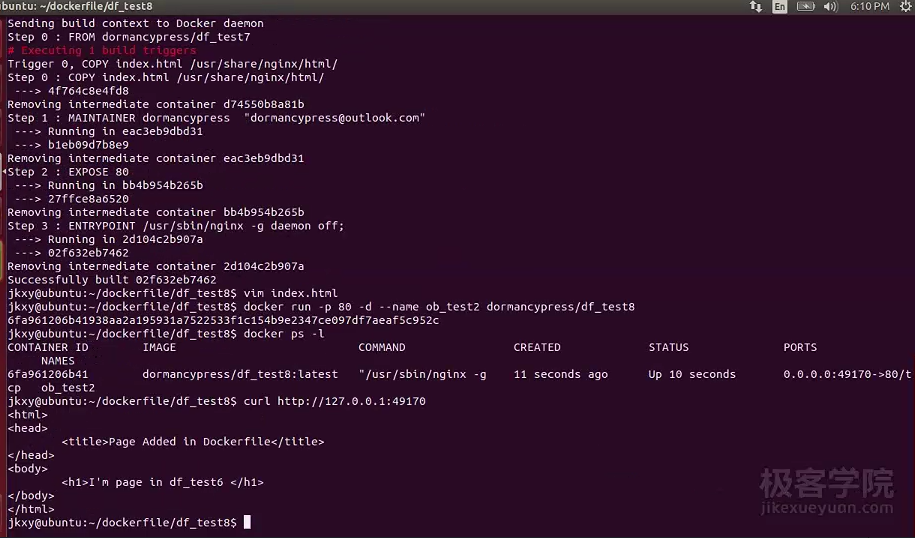 ubuntu: ~/dockerfile/df_test8
En
6:10 PM
Sending build context to Docker daemon
Step 0 : FROM dormancypress/df_test7
# Executing 1 build triggers
Trigger 0, COPY index.html /usr/share/nginx/html/
Step 0 : COPY index.html /usr/share/nginx/html/
 ---> 4f764c8e4fd8
Removing intermediate container d74550b8a81b
Step 1 : MAINTAINER dormancypress  "dormancypress@outlook.com"
 ---> Running in eac3eb9dbd31
 ---> b1eb09d7b8e9
Removing intermediate container eac3eb9dbd31
Step 2 : EXPOSE 80
 ---> Running in bb4b954b265b
 ---> 27ffce8a6520
Removing intermediate container bb4b954b265b
Step 3 : ENTRYPOINT /usr/sbin/nginx -g daemon off;
 ---> Running in 2d104c2b907a
 ---> 02f632eb7462
Removing intermediate container 2d104c2b907a
Successfully built 02f632eb7462
jkxy@ubuntu:~/dockerfile/df_test8$ vim index.html
jkxy@ubuntu:~/dockerfile/df_test8$ docker run -p 80 -d --name ob_test2 dormancypress/df_test8
6fa961206b41938aa2a195931a7522533f1c154b9e2347ce097df7aeaf5c952c
jkxy@ubuntu:~/dockerfile/df_test8$ docker ps -l
CONTAINER ID        IMAGE                           COMMAND                CREATED             STATUS              PORTS
     NAMES
6fa961206b41        dormancypress/df_test8:latest   "/usr/sbin/nginx -g    11 seconds ago      Up 10 seconds       0.0.0.0:49170->80/t
cp   ob_test2
jkxy@ubuntu:~/dockerfile/df_test8$ curl http://127.0.0.1:49170
<html>
<head>
        <title>Page Added in Dockerfile</title>
</head>
<body>
        <h1>I'm page in df_test6 </h1>
</body>
</html>
jkxy@ubuntu:~/dockerfile/df_test8$
极客学院
jikexueyuan.com